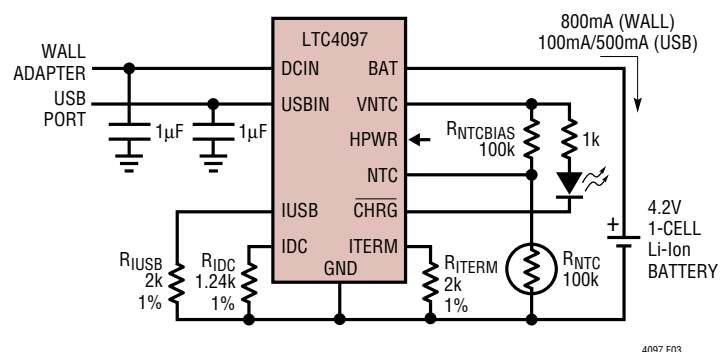 800mA (WALL)
100mA/500mA (USB)
LTC4097
WALL
ADAPTER
DCIN
BAT
USB
PORT
USBIN
VNTC
1µF
1µF
HPWR
RNTCBIAS
100k
1k
NTC
IUSB
CHRG
4.2V
1-CELL
Li-Ion
BATTERY
+
IDC
ITERM
GND
RIUSB
2k
1%
RIDC
1.24k
1%
RITERM
2k
1%
RNTC
100k
4097 F03